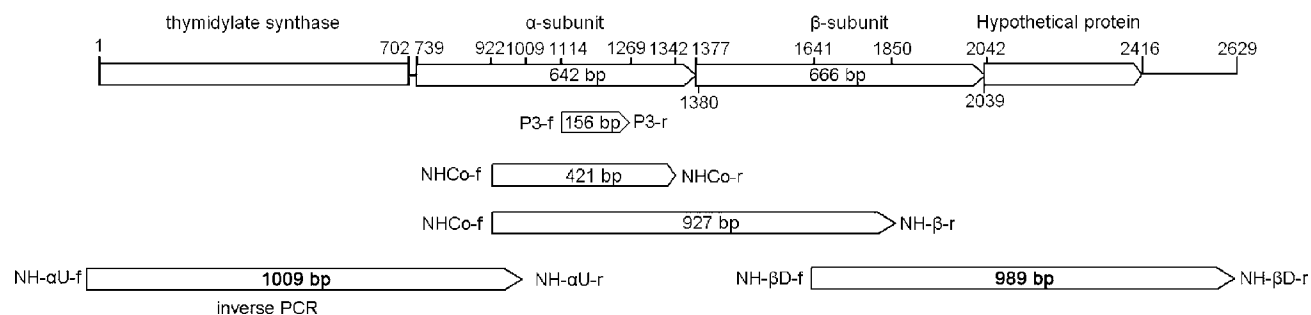 thymidylate synthase α-subunit β-subunit Hypothetical protein
1 702 739 922 1009 1114 1269 1342 1377 1641 1850 2042 2416 2629
642 bp 666 bp
1380 2039
P3-f 156 bp P3-r
NHCo-f 421 bp NHCo-r
NHCo-f 927 bp NH-β-r
NH-αU-f 1009 bp NH-αU-r NH-βD-f 989 bp NH-βD-r
inverse PCR